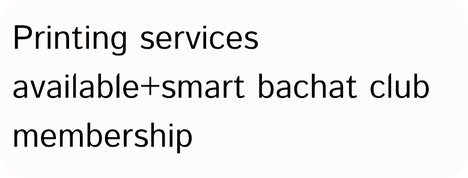 Printing services
available+smart bachat club
membership